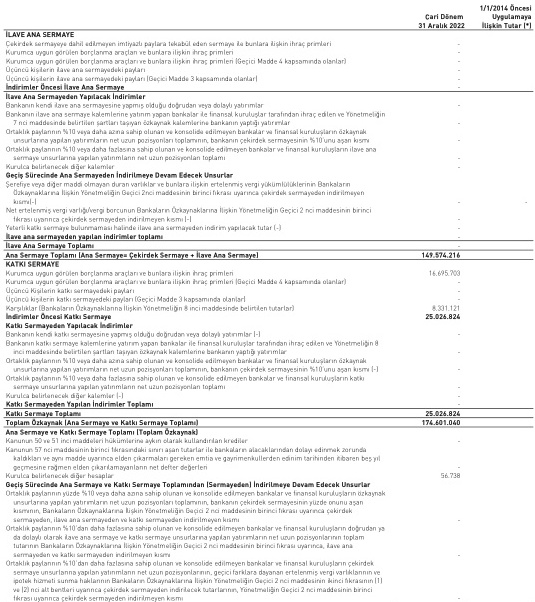 1/1/2014 Öncesi
Cari Dönem Uygulamaya
31 Aralık 2022 İlişkin Tutar (*)
İLAVE ANA SERMAYE
Çekirdek sermayeye dahil edilmeyen imtiyazlı paylara tekabül eden sermaye ile bunlara ilişkin ihraç primleri -
Kurumca uygun görülen borçlanma araçları ve bunlara ilişkin ihraç primleri -
Kurumca uygun görülen borçlanma araçları ve bunlara ilişkin ihraç primleri (Geçici Madde 4 kapsamında olanlar) -
Üçüncü kişilerin ilave ana sermayedeki payları -
Üçüncü kişilerin ilave ana sermayedeki payları (Geçici Madde 3 kapsamında olanlar) -
İndirimler Öncesi İlave Ana Sermaye -
İlave Ana Sermayeden Yapılacak İndirimler
Bankanın kendi ilave ana sermayesine yapmış olduğu doğrudan veya dolaylı yatırımlar -
Bankanın ilave ana sermaye kalemlerine yatırım yapan bankalar ile finansal kuruluşlar tarafından ihraç edilen ve Yönetmeliğin
7 nci maddesinde belirtilen şartları taşıyan özkaynak kalemlerine bankanın yaptığı yatırımlar -
Ortaklık paylarının %10 veya daha azına sahip olunan ve konsolide edilmeyen bankalar ve finansal kuruluşların özkaynak
unsurlarına yapılan yatırımların net uzun pozisyonları toplamının, bankanın çekirdek sermayesinin %10'unu aşan kısmı -
Ortaklık paylarının %10 veya daha fazlasına sahip olunan ve konsolide edilmeyen bankalar ve finansal kuruluşların ilave ana
sermaye unsurlarına yapılan yatırımların net uzun pozisyonları toplamı -
Kurulca belirlenecek diğer kalemler -
Geçiş Sürecinde Ana Sermayeden İndirilmeye Devam Edecek Unsurlar
Şerefiye veya diğer maddi olmayan duran varlıklar ve bunlara ilişkin ertelenmiş vergi yükümlülüklerinin Bankaların
Özkaynaklarına İlişkin Yönetmeliğin Geçici 2nci maddesinin birinci fıkrası uyarınca çekirdek sermayeden indirilmeyen
kısmı(-) - -
Net ertelenmiş vergi varlığı/vergi borcunun Bankaların Özkaynaklarına İlişkin Yönetmeliğin Geçici 2 nci maddesinin birinci
fıkrası uyarınca çekirdek sermayeden indirilmeyen kısmı (-) -
Yeterli katkı sermaye bulunmaması halinde ilave ana sermayeden indirim yapılacak tutar (-) -
İlave ana sermayeden yapılan indirimler toplamı -
İlave Ana Sermaye Toplamı -
Ana Sermaye Toplamı (Ana Sermaye= Çekirdek Sermaye + İlave Ana Sermaye) 149.574.216
KATKI SERMAYE
Kurumca uygun görülen borçlanma araçları ve bunlara ilişkin ihraç primleri 16.695.703
Kurumca uygun görülen borçlanma araçları ve bunlara ilişkin ihraç primleri (Geçici Madde 4 kapsamında olanlar) -
Üçüncü Kişilerin katkı sermayedeki payları -
Üçüncü kişilerin katkı sermayedeki payları (Geçici Madde 3 kapsamında olanlar) -
Karşılıklar (Bankaların Özkaynaklarına İlişkin Yönetmeliğin 8 inci maddesinde belirtilen tutarlar) 8.331.121
İndirimler Öncesi Katkı Sermaye 25.026.824
Katkı Sermayeden Yapılacak İndirimler
Bankanın kendi katkı sermayesine yapmış olduğu doğrudan veya dolaylı yatırımlar (-) -
Bankanın katkı sermaye kalemlerine yatırım yapan bankalar ile finansal kuruluşlar tarafından ihraç edilen ve Yönetmeliğin 8
inci maddesinde belirtilen şartları taşıyan özkaynak kalemlerine bankanın yaptığı yatırımlar -
Ortaklık paylarının %10 veya daha azına sahip olunan ve konsolide edilmeyen bankalar ve finansal kuruluşların özkaynak
unsurlarına yapılan yatırımların net uzun pozisyonları toplamının, bankanın çekirdek sermayesinin %10'unu aşan kısmı (-) -
Ortaklık paylarının %10 veya daha fazlasına sahip olunan ve konsolide edilmeyen bankalar ve finansal kuruluşların katkı
sermaye unsurlarına yapılan yatırımların net uzun pozisyonları toplamı -
Kurulca belirlenecek diğer kalemler (-) -
Katkı Sermayeden Yapılan İndirimler Toplamı -
Katkı Sermaye Toplamı 25.026.824
Toplam Özkaynak (Ana Sermaye ve Katkı Sermaye Toplamı) 174.601.040
Ana Sermaye ve Katkı Sermaye Toplamı (Toplam Özkaynak)
Kanunun 50 ve 51 inci maddeleri hükümlerine aykırı olarak kullandırılan krediler -
Kanunun 57 nci maddesinin birinci fıkrasındaki sınırı aşan tutarlar ile bankaların alacaklarından dolayı edinmek zorunda
kaldıkları ve aynı madde uyarınca elden çıkarmaları gereken emtia ve gayrimenkullerden edinim tarihinden itibaren beş yıl
geçmesine rağmen elden çıkarılamayanların net defter değerleri -
Kurulca belirlenecek diğer hesaplar 56.738
Geçiş Sürecinde Ana Sermaye ve Katkı Sermaye Toplamından (Sermayeden) İndirilmeye Devam Edecek Unsurlar
Ortaklık paylarının yüzde %10 veya daha azına sahip olunan ve konsolide edilmeyen bankalar ve finansal kuruluşların özkaynak
unsurlarına yapılan yatırımların net uzun pozisyonları toplamının, bankanın çekirdek sermayesinin yüzde onunu aşan
kısmının, Bankaların Özkaynaklarına İlişkin Yönetmeliğin Geçici 2 nci maddesinin birinci fıkrası uyarınca çekirdek
sermayeden, ilave ana sermayeden ve katkı sermayeden indirilmeyen kısmı -
Ortaklık paylarının %10'dan daha fazlasına sahip olunan ve konsolide edilmeyen bankalar ve finansal kuruluşların doğrudan ya
da dolaylı olarak ilave ana sermaye ve katkı sermaye unsurlarına yapılan yatırımların net uzun pozisyonlarının toplam
tutarının Bankaların Özkaynaklarına İlişkin Yönetmeliğin Geçici 2 nci maddesinin birinci fıkrası uyarınca, ilave ana
sermayeden ve katkı sermayeden indirilmeyen kısmı -
Ortaklık paylarının %10'dan daha fazlasına sahip olunan ve konsolide edilmeyen bankalar ve finansal kuruluşların çekirdek
sermaye unsurlarına yapılan yatırımların net uzun pozisyonlarının, geçici farklara dayanan ertelenmiş vergi varlıklarının ve
ipotek hizmeti sunma haklarının Bankaların Özkaynaklarına İlişkin Yönetmeliğin Geçici 2 nci maddesinin ikinci fıkrasının (1)
ve (2) nci alt bentleri uyarınca çekirdek sermayeden indirilecek tutarlarının, Yönetmeliğin Geçici 2 nci maddesinin birinci
fıkrası uyarınca çekirdek sermayeden indirilmeyen kısmı -